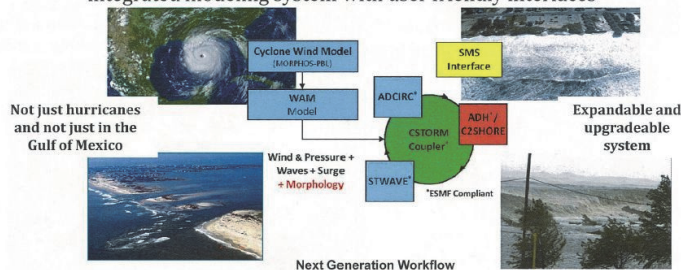 integrated modeling system with user friendly interfaces
Cyclone Wind Model
(MORPHOS-PBL)
SMS
Interface
WAM
Model
ADCIRC+
Not just hurricanes
and not just in the
Gulf of Mexico
CSTORM
Coupler+
ADH+/
C2SHORE
Expandable and
upgradeable
system
Wind & Pressure +
Waves + Surge
+ Morphology
STWAVE+
+ESMF Compliant
Next Generation Workflow